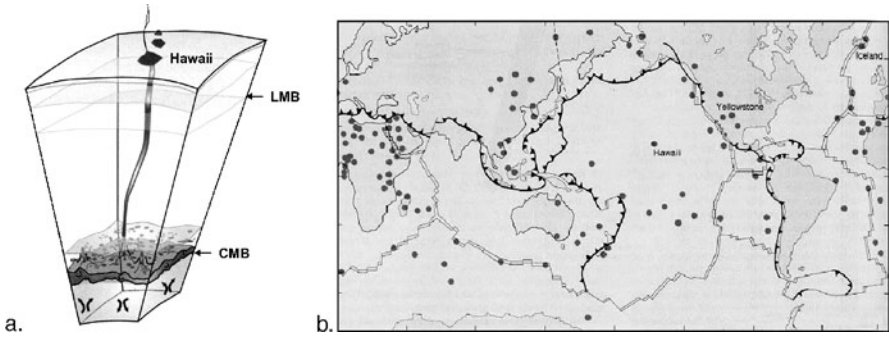 Hawaii
LMB
CMB
a.
Iceland
Yellowstone
Hawaii
b.